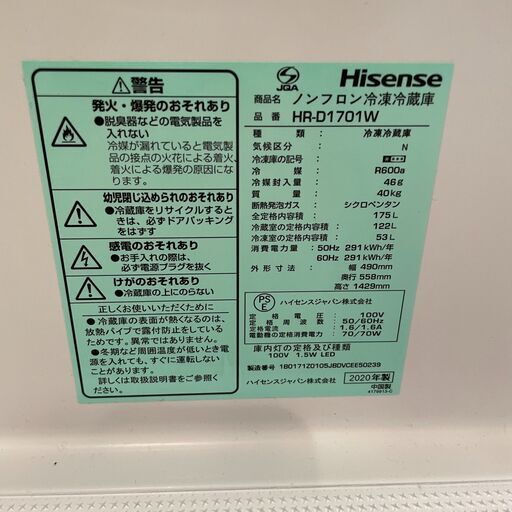 警告
発火・爆発のおそれあり
●脱臭器などの電気製品を
入れない
冷媒が漏れていると電気製
品の接点の火花による着火、
着火による爆発の危険にな
ります。
幼児閉じ込められのおそれあり
●冷蔵庫をリサイクルするとき
は、必ずドアパッキング
をはずす
感電のおそれあり
●お手入れの際は、
必ず電源プラグを抜く
けがのおそれあり
●冷蔵庫の上にのらない
正しくお使いいただくために
●冷蔵庫の表面が熱くなるのは、
放熱パイプで露付防止をしているた
めです。異常ではありません。
●冬期など周囲温度が低いとき電
源を入れても、すぐに運転しない
ことがあります。
詳しくは取扱説明書をごらんください。
JQA
Hisense
商品名 ノンフロン冷凍冷蔵庫
品番 HR-D1701W
種類: 冷凍冷蔵庫
気候区分: N
冷凍庫の記号:
冷媒: R600a
冷媒封入量: 46g
質量: 40kg
断熱発泡ガス: シクロペンタン
全定格内容積: 175L
冷蔵室の定格内容積: 122L
冷凍室の定格内容積: 53L
消費電力量: 50Hz 291kWh/年
60Hz 291kWh/年
外形寸法: 幅 490mm
奥行 558mm
高さ 1429mm
PSE
ハイセンスジャパン株式会社
定格電圧: 100V
定格周波数: 50/60Hz
定格電流: 1.6/1.6A
電動機の定格消費電力: 70/70W
庫内灯の定格及び種類
100V 1.5W LED
製造番号 180171Z0105J8DVCEE50239
ハイセンスジャパン株式会社
2020年製
中国製